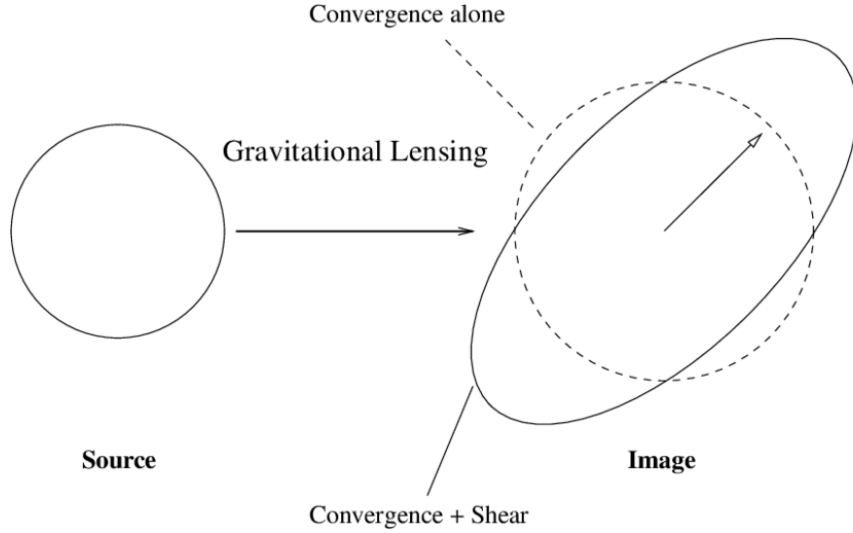 Convergence alone
Gravitational Lensing
Source
Image
Convergence + Shear